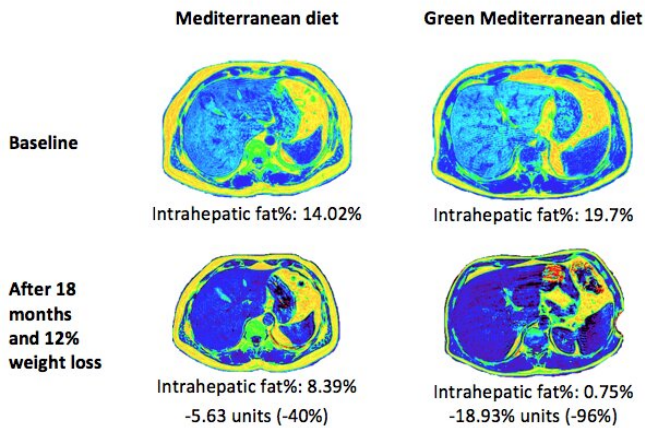 Mediterranean diet
Green Mediterranean diet
Baseline
Intrahepatic fat%: 14.02%
Intrahepatic fat%: 19.7%
After 18
months
and 12%
weight loss
Intrahepatic fat%: 8.39%
-5.63 units (-40%)
Intrahepatic fat%: 0.75%
-18.93% units (-96%)